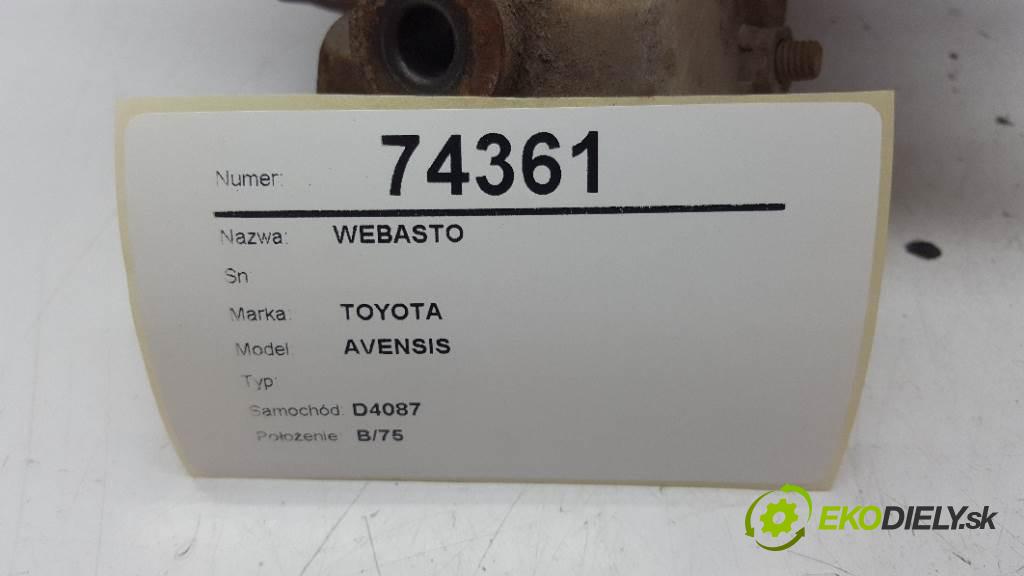 Numer: 74361
Nazwa: WEBASTO
Sn
Marka: TOYOTA
Model: AVENSIS
Typ:
Samochód: D4087
Położenie: B/75
EKODIELY.sk